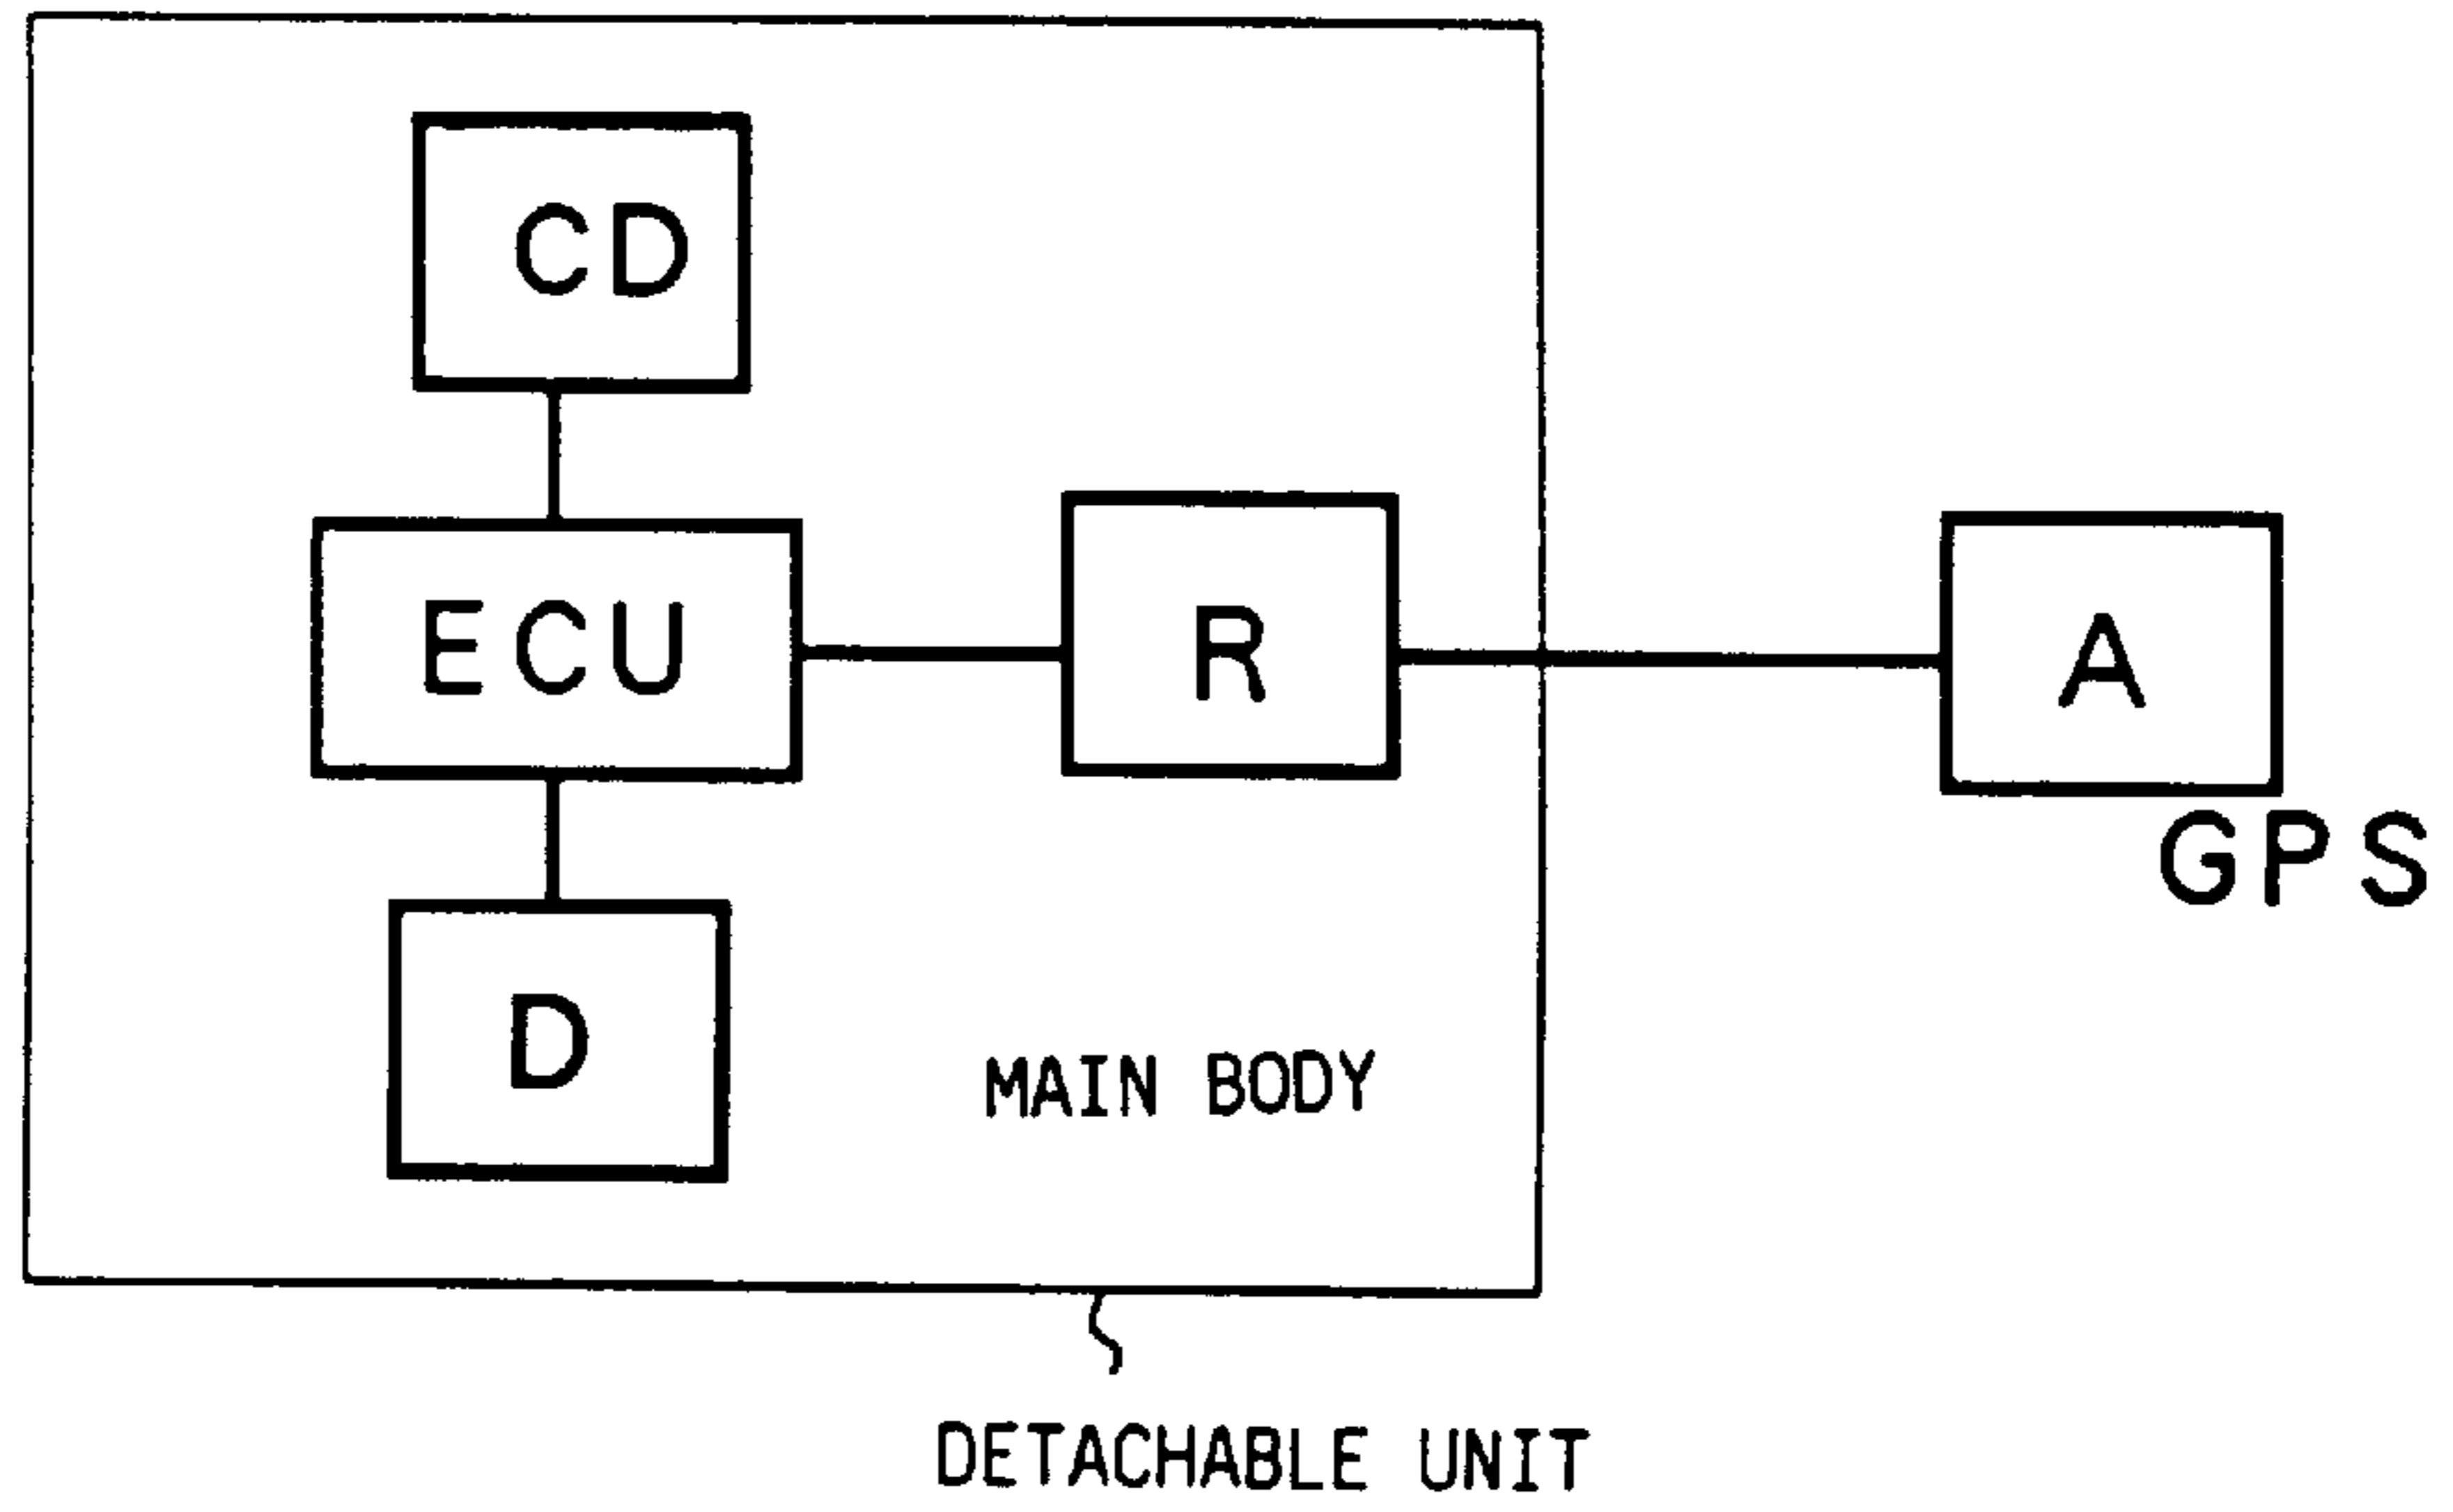 CD
ECU
R
A
GPS
D
MAIN BODY
DETACHABLE UNIT